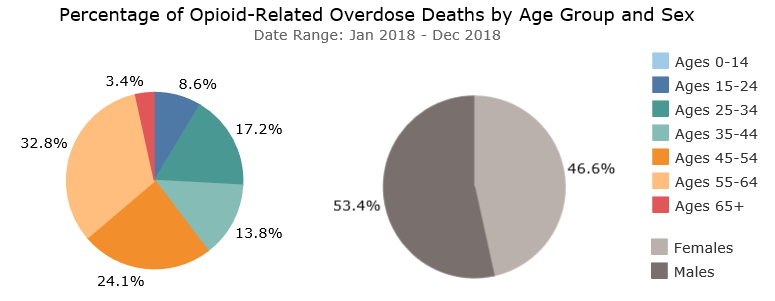 Percentage of Opioid-Related Overdose Deaths by Age Group and Sex
Date Range: Jan 2018 - Dec 2018
3.4%
8.6%
17.2%
13.8%
24.1%
32.8%
46.6%
53.4%
Ages 0-14
Ages 15-24
Ages 25-34
Ages 35-44
Ages 45-54
Ages 55-64
Ages 65+
Females
Males